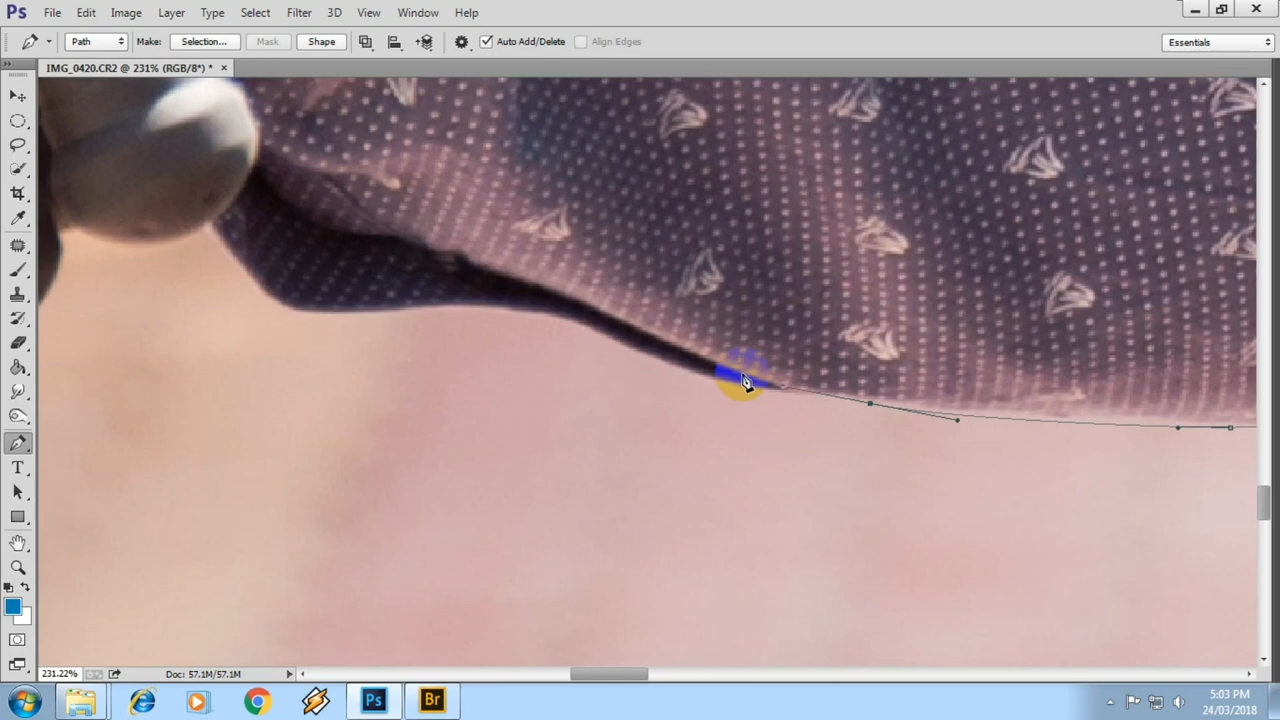 Ps File Edit Image Layer Type Select Filter 3D View Window Help
Path Make: Selection... Mask Shape Auto Add/Delete Align Edges Essentials
IMG_0420.CR2 @ 231% (RGB/8*) * ×
T
231.22% Doc: 57.1M/57.1M
Ps Br 5:03 PM
24/03/2018